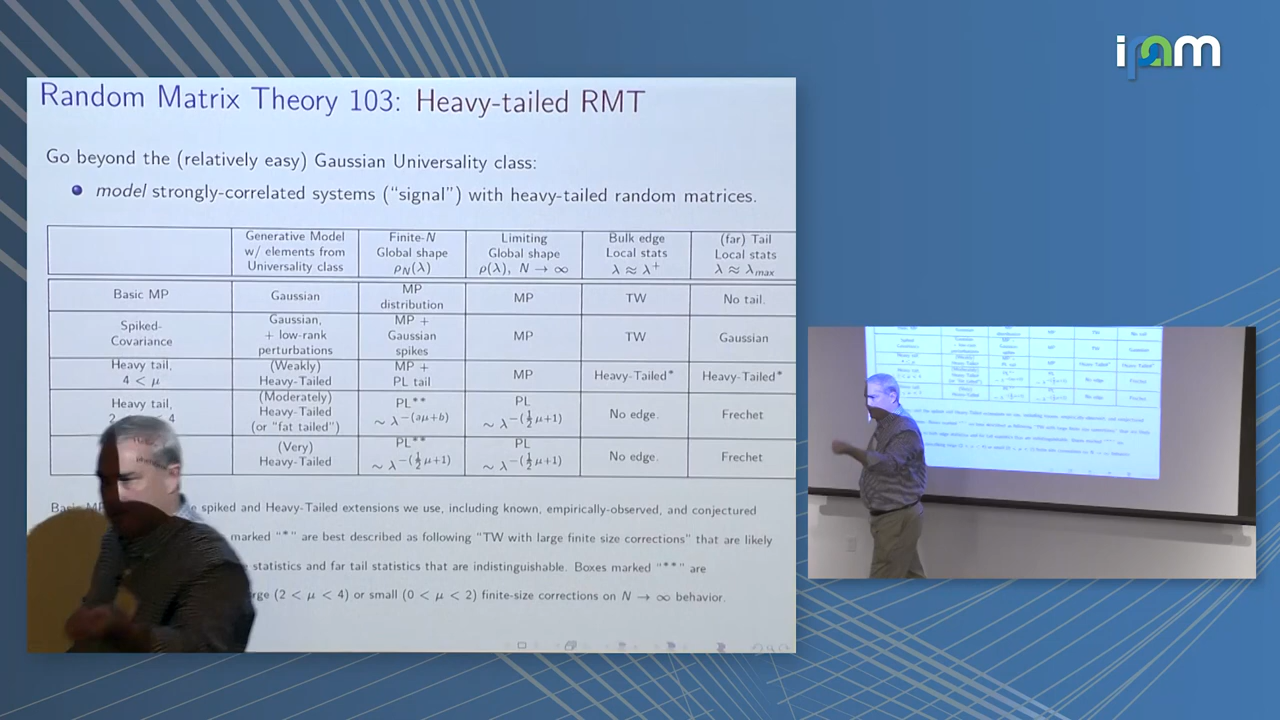 ipam
Random Matrix Theory 103: Heavy-tailed RMT
Go beyond the (relatively easy) Gaussian Universality class:
model strongly-correlated systems (“signal”) with heavy-tailed random matrices.
Generative Model w/ elements from Universality class | Finite-N Global shape ρN(λ) | Limiting Global shape ρ(λ), N → ∞ | Bulk edge Local stats λ ≈ λ+ | (far) Tail Local stats λ ≈ λmax
Basic MP | Gaussian | MP distribution | MP | TW | No tail.
Spiked-Covariance | Gaussian, + low-rank perturbations | MP + Gaussian spikes | MP | TW | Gaussian
Heavy tail, 4 < μ | (Weakly) Heavy-Tailed | MP + PL tail | MP | Heavy-Tailed* | Heavy-Tailed*
Heavy tail, 2 4 | (Moderately) Heavy-Tailed (or “fat tailed”) | PL** ∼ λ^−(aμ+b) | PL ∼ λ^−(½μ+1) | No edge. | Frechet
(Very) Heavy-Tailed | PL** ∼ λ^−(½μ+1) | PL ∼ λ^−(½μ+1) | No edge. | Frechet
spiked and Heavy-Tailed extensions we use, including known, empirically-observed, and conjectured
marked “*” are best described as following “TW with large finite size corrections” that are likely
statistics and far tail statistics that are indistinguishable. Boxes marked “**” are
(2 < μ < 4) or small (0 < μ < 2) finite-size corrections on N → ∞ behavior.